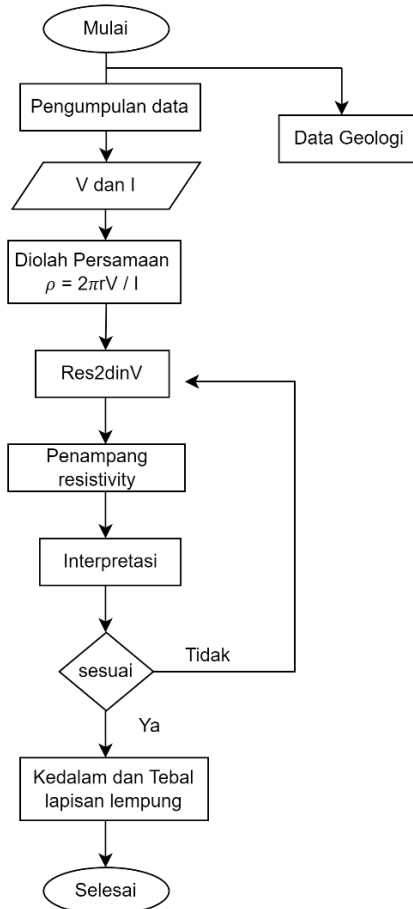 Mulai
Pengumpulan data
Data Geologi
V dan I
Diolah Persamaan
ρ = 2πrV / I
Res2dinV
Penampang
resistivity
Interpretasi
sesuai
Tidak
Ya
Kedalam dan Tebal
lapisan lempung
Selesai